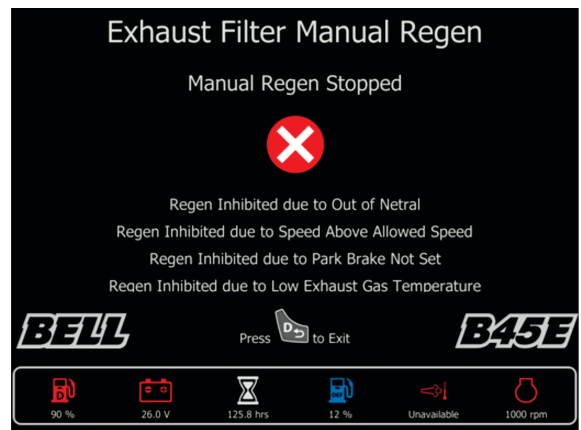 Exhaust Filter Manual Regen
Manual Regen Stopped
Regen Inhibited due to Out of Netral
Regen Inhibited due to Speed Above Allowed Speed
Regen Inhibited due to Park Brake Not Set
Regen Inhibited due to Low Exhaust Gas Temperature
BELL
Press D to Exit
B45E
D
DEF
90 %
26.0 V
125.8 hrs
12 %
Unavailable
1000 rpm